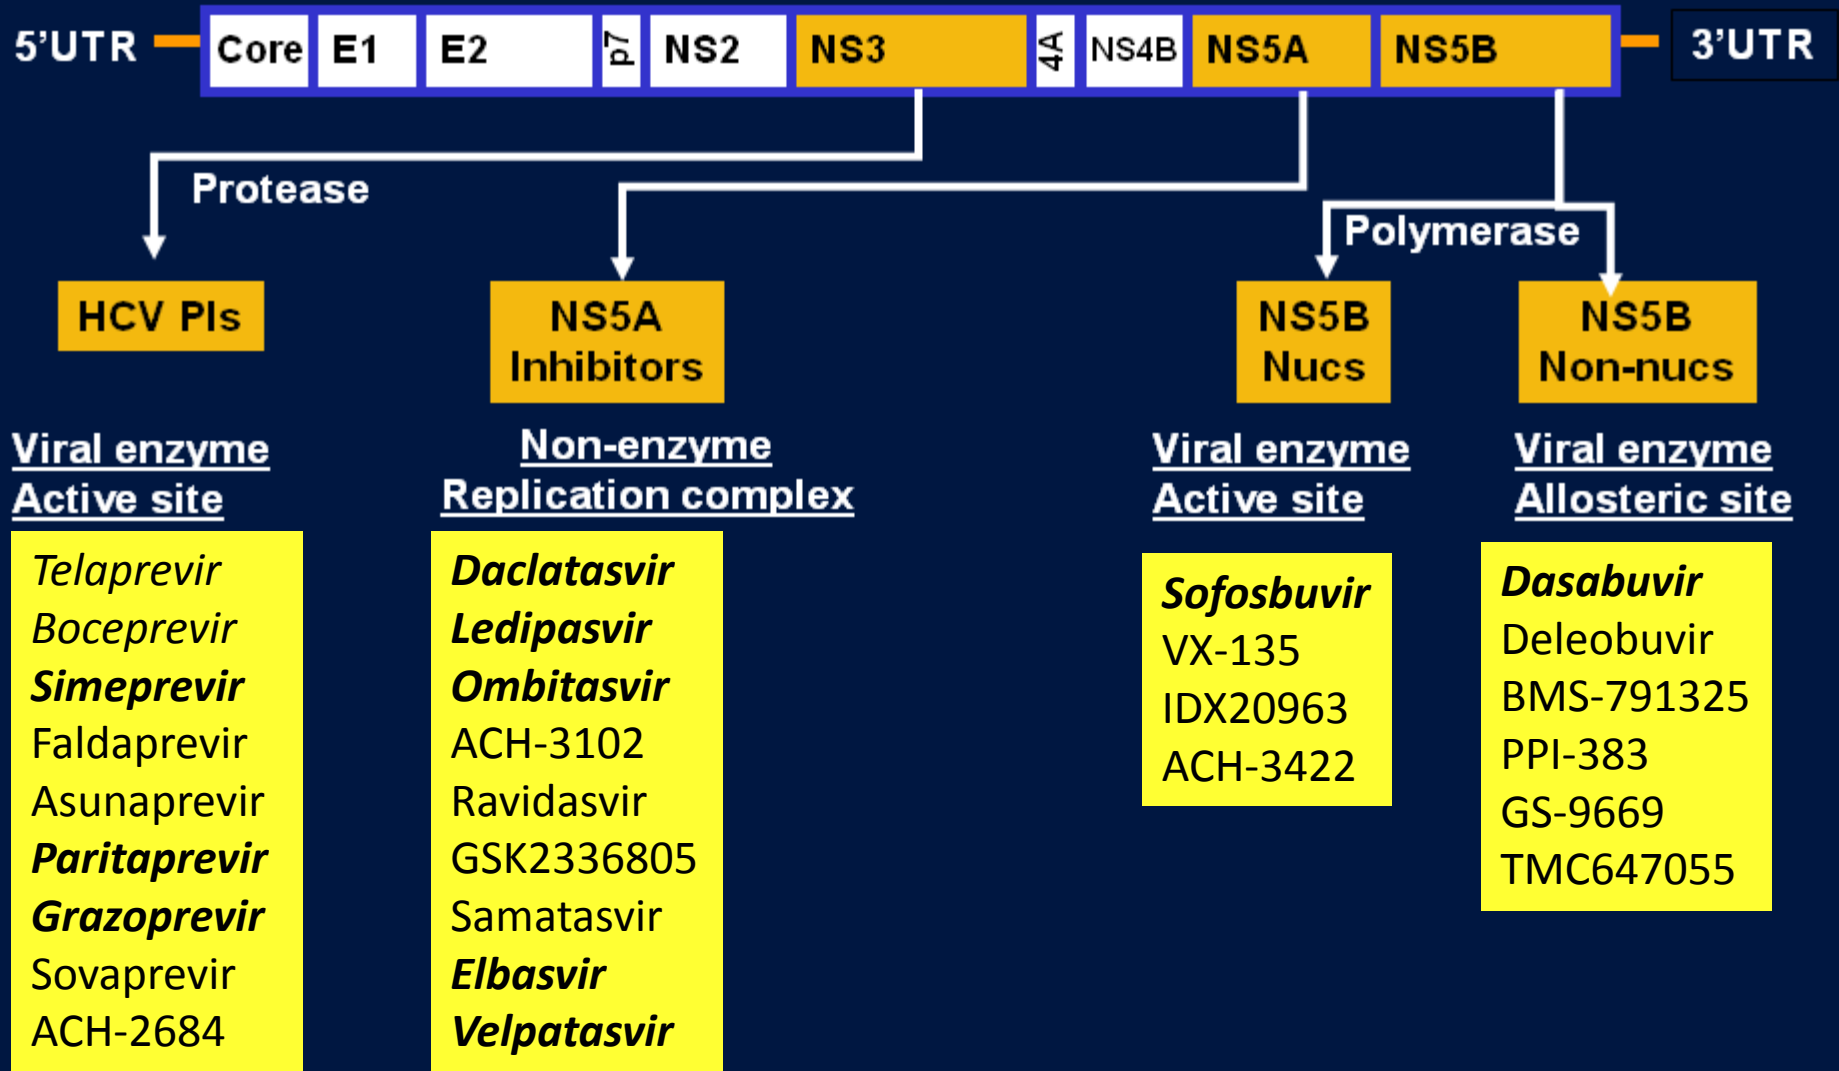 5'UTR
Core
E1
E2
p7
NS2
NS3
4A
NS4B
NS5A
NS5B
3'UTR
Protease
Polymerase
HCV PIs
NS5A
Inhibitors
NS5B
Nucs
NS5B
Non-nucs
Viral enzyme
Active site
Non-enzyme
Replication complex
Viral enzyme
Active site
Viral enzyme
Allosteric site
Telaprevir
Boceprevir
Simeprevir
Faldaprevir
Asunaprevir
Paritaprevir
Grazoprevir
Sovaprevir
ACH-2684
Daclatasvir
Ledipasvir
Ombitasvir
ACH-3102
Ravidasvir
GSK2336805
Samatasvir
Elbasvir
Velpatasvir
Sofosbuvir
VX-135
IDX20963
ACH-3422
Dasabuvir
Deleobuvir
BMS-791325
PPI-383
GS-9669
TMC647055